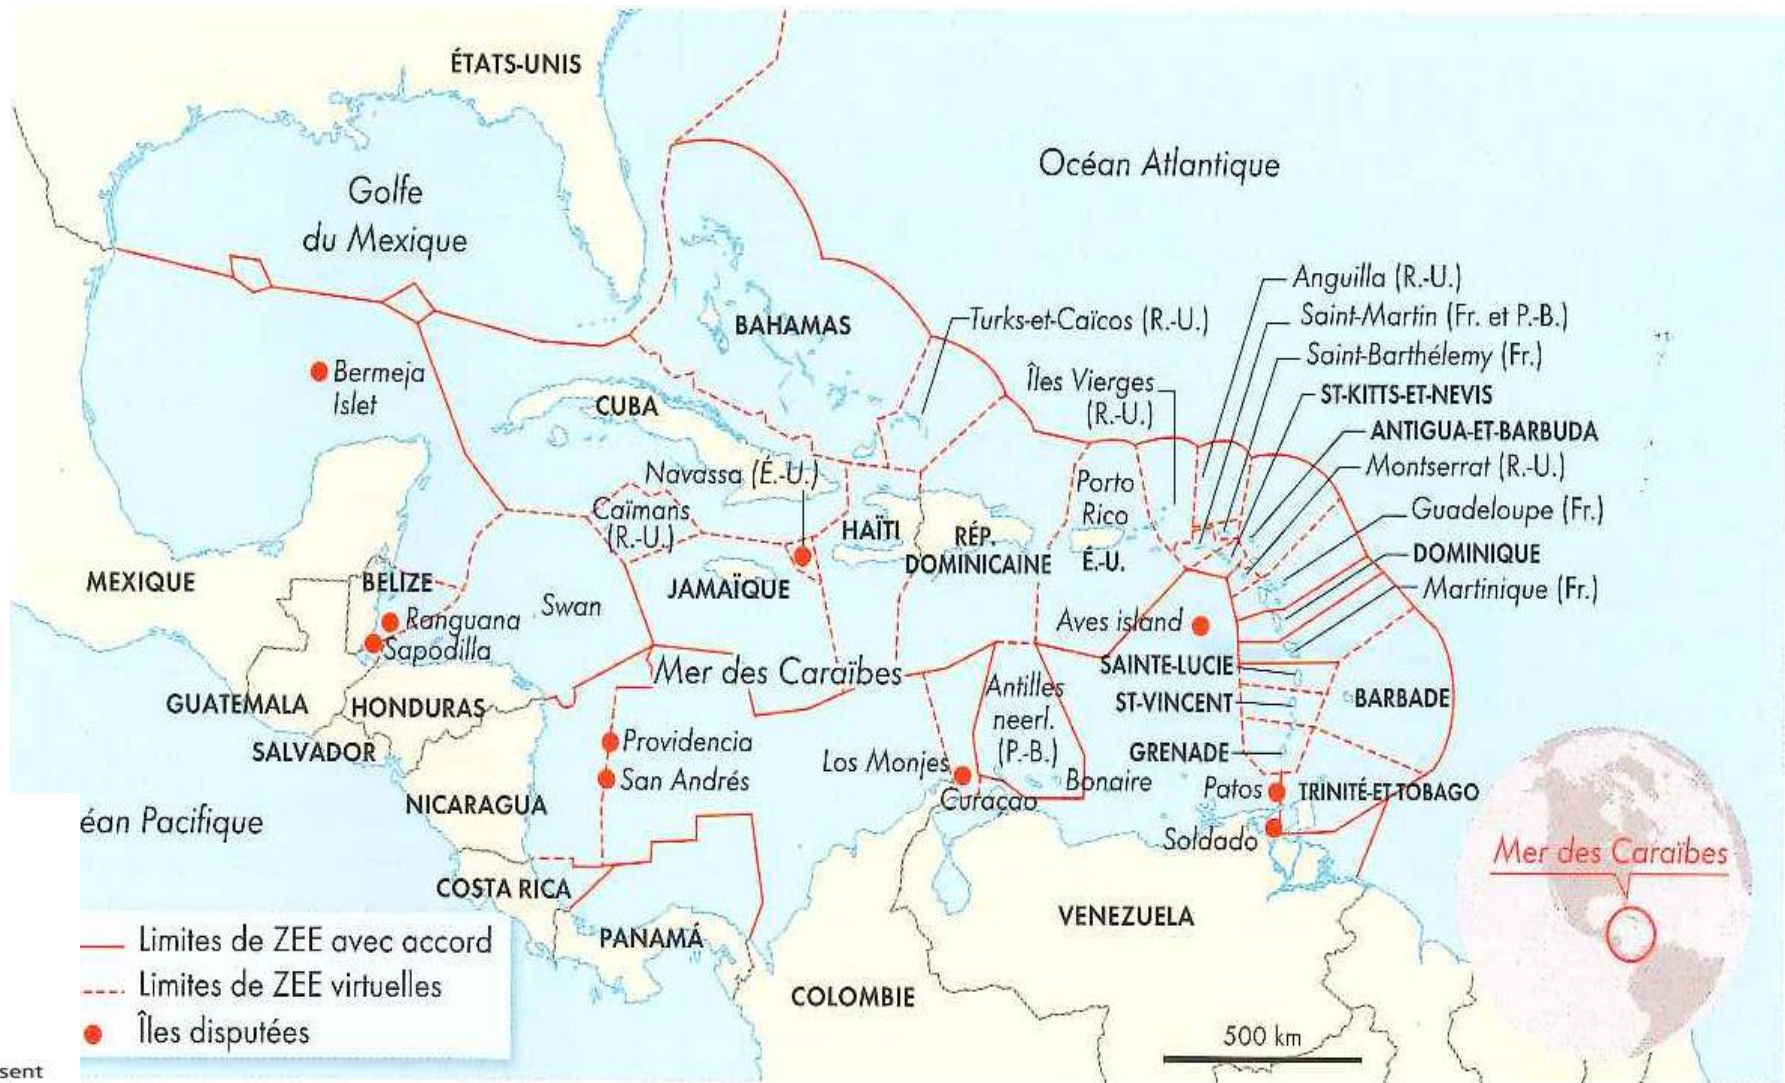 ÉTATS-UNIS
Océan Atlantique
Golfe
du Mexique
Anguilla (R.-U.)
Saint-Martin (Fr. et P.-B.)
BAHAMAS
Turks-et-Caïcos (R.-U.)
Saint-Barthélemy (Fr.)
Bermeja
Islet
Îles Vierges
(R.-U.)
ST-KITTS-ET-NEVIS
CUBA
ANTIGUA-ET-BARBUDA
Navassa (É.-U.)
Montserrat (R.-U.)
Porto
Rico
É.-U.
Caïmans
(R.-U.)
Guadeloupe (Fr.)
HAÏTI
RÉP.
DOMINICAINE
DOMINIQUE
MEXIQUE
BELIZE
JAMAÏQUE
Martinique (Fr.)
Swan
Ranguana
Aves island
Sapodilla
Mer des Caraïbes
SAINTE-LUCIE
Antilles
neerl.
(P.-B.)
GUATEMALA
HONDURAS
ST-VINCENT
BARBADE
SALVADOR
Providencia
GRENADE
Los Monjes
San Andrés
Bonaire
Patos
TRINITÉ-ET-TOBAGO
NICARAGUA
Curaçao
éan Pacifique
Soldado
Mer des Caraïbes
COSTA RICA
VENEZUELA
PANAMÁ
COLOMBIE
Limites de ZEE avec accord
Limites de ZEE virtuelles
Îles disputées
500 km
sent